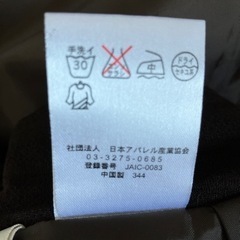 手洗イ
30
エンソ
サラシ
中
ドライ
セキユ系
社団法人 日本アパレル産業協会
03-3275-0685
登録番号 JAIC-0083
中国製 344